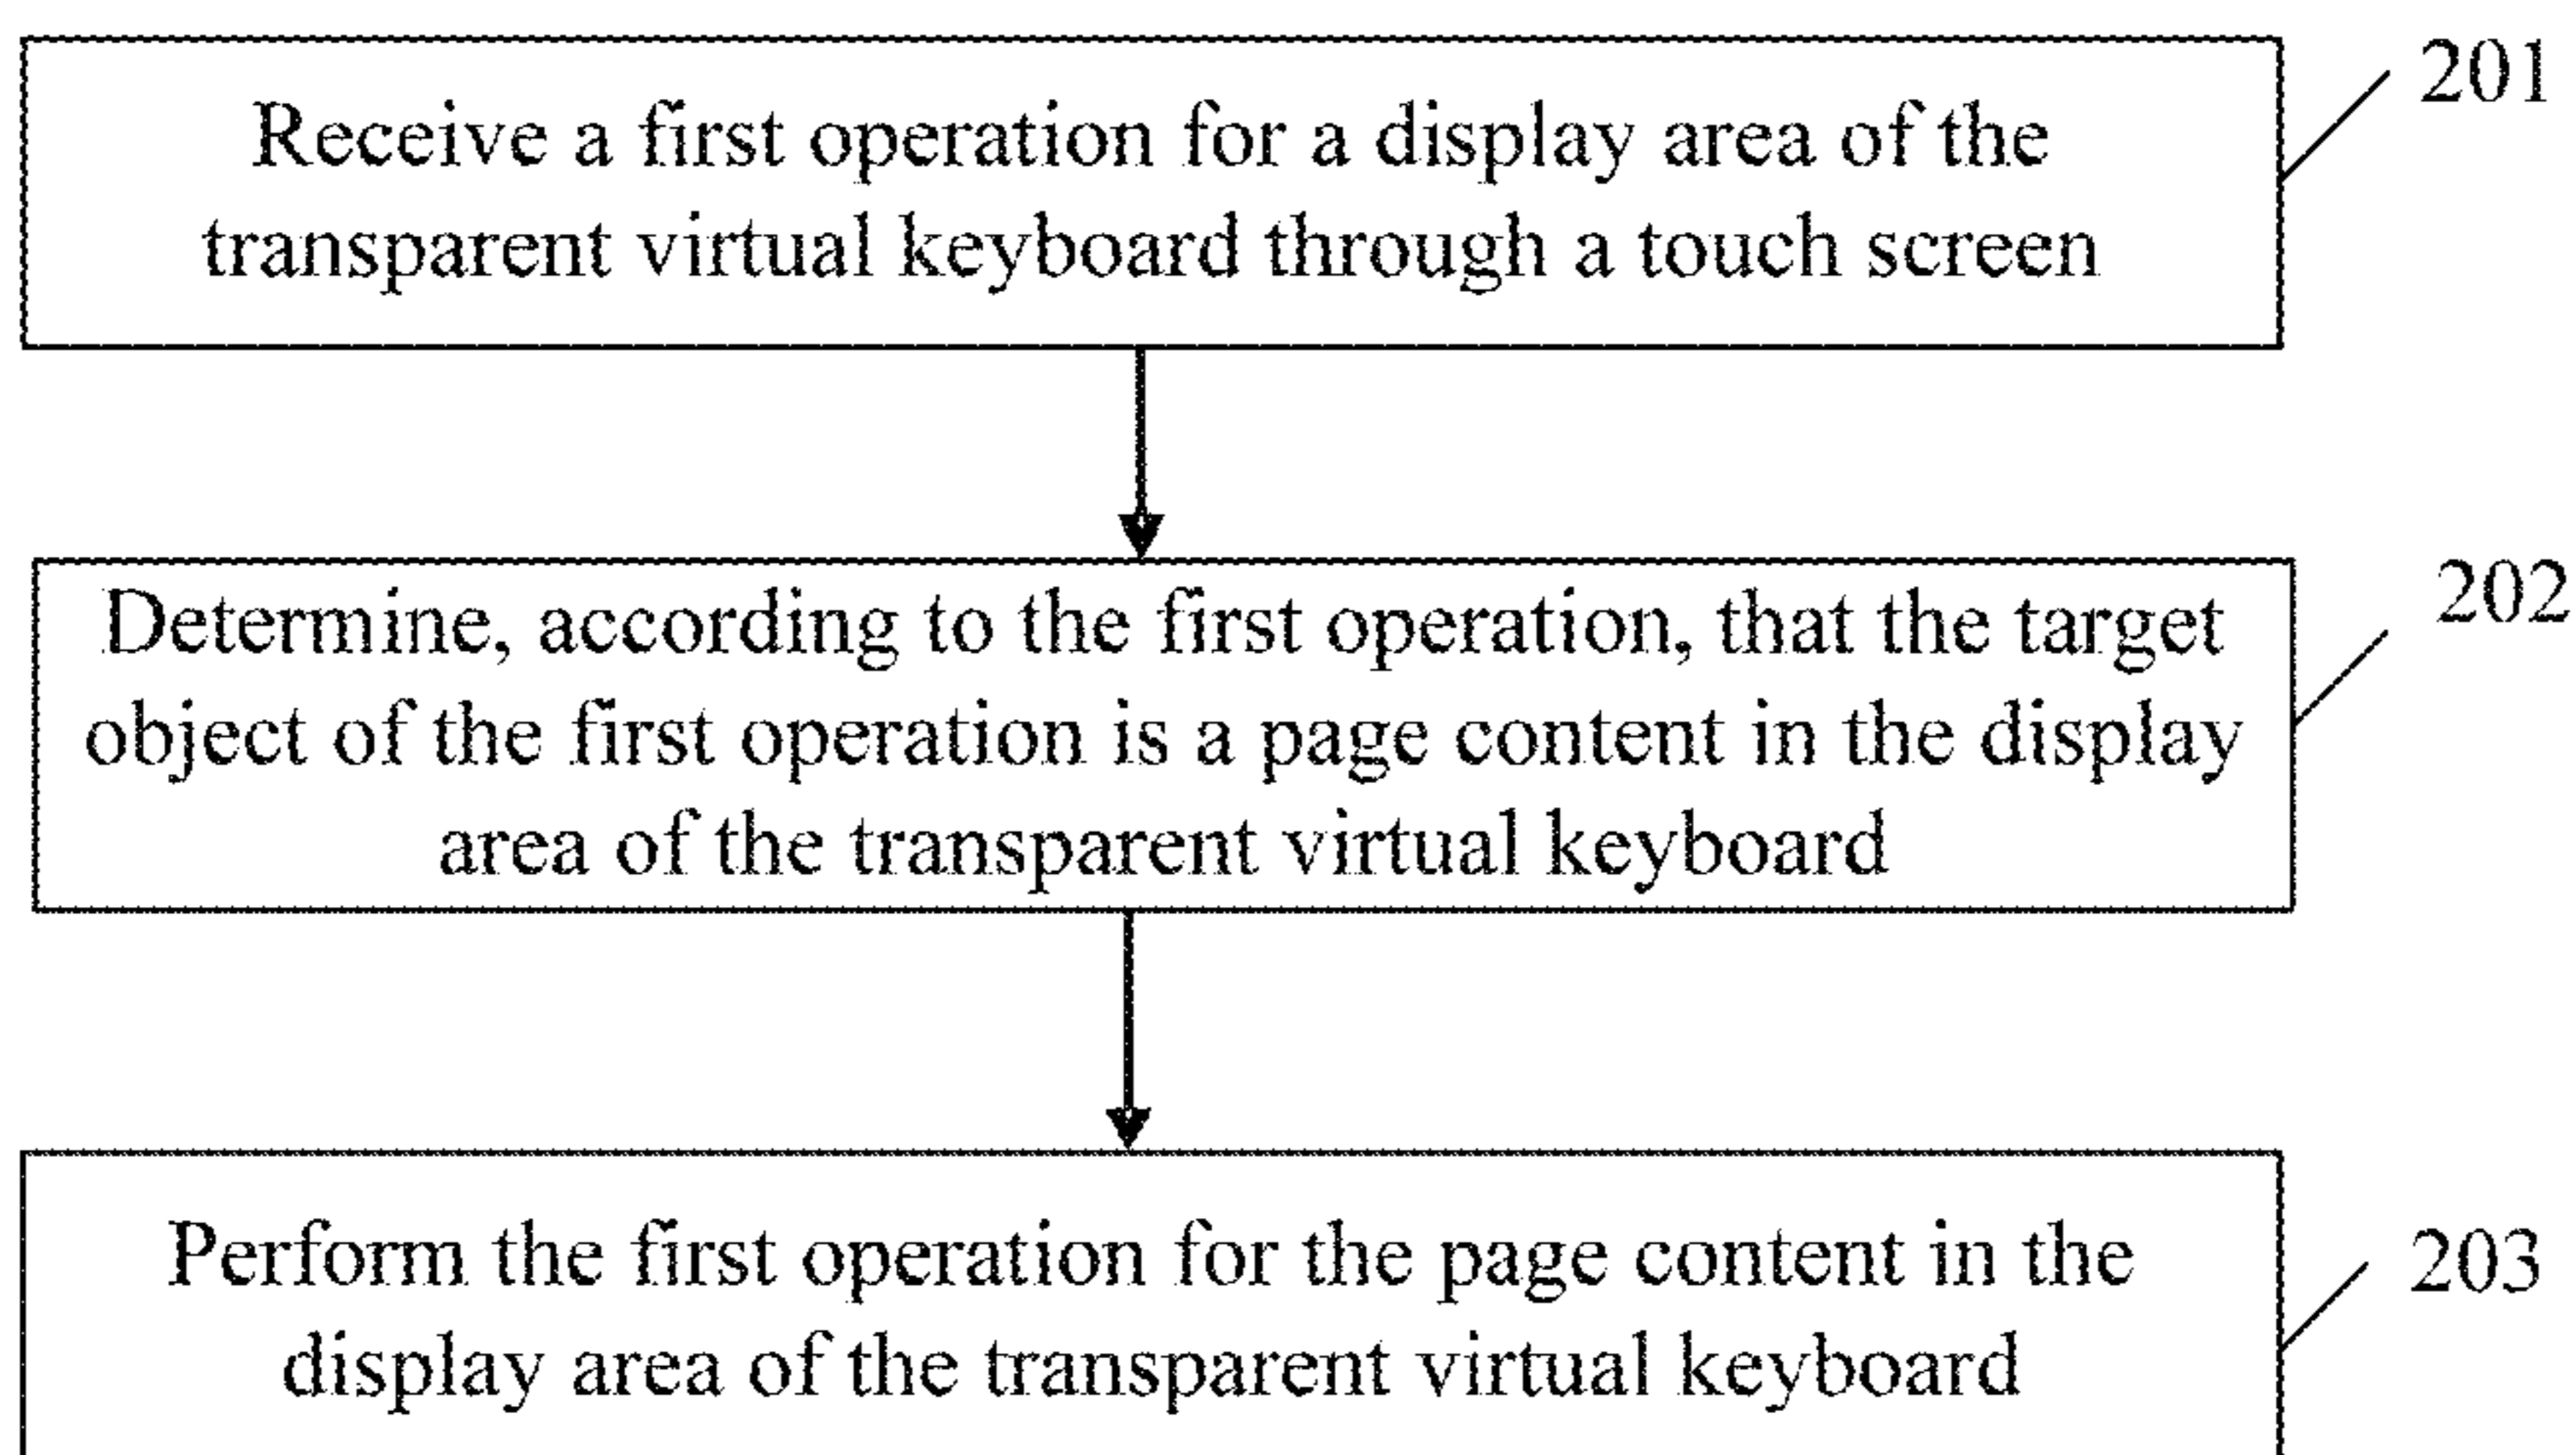 201
Receive a first operation for a display area of the
transparent virtual keyboard through a touch screen
202
Determine, according to the first operation, that the target
object of the first operation is a page content in the display
area of the transparent virtual keyboard
203
Perform the first operation for the page content in the
display area of the transparent virtual keyboard